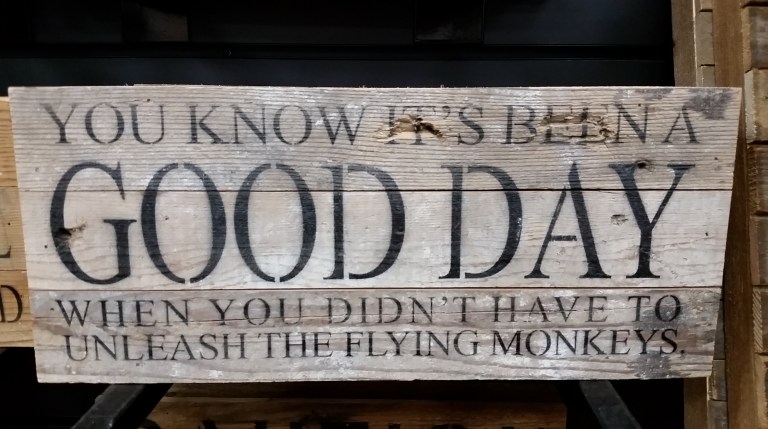 YOU KNOW IT'S BEEN A
GOOD DAY
WHEN YOU DIDN'T HAVE TO
UNLEASH THE FLYING MONKEYS.